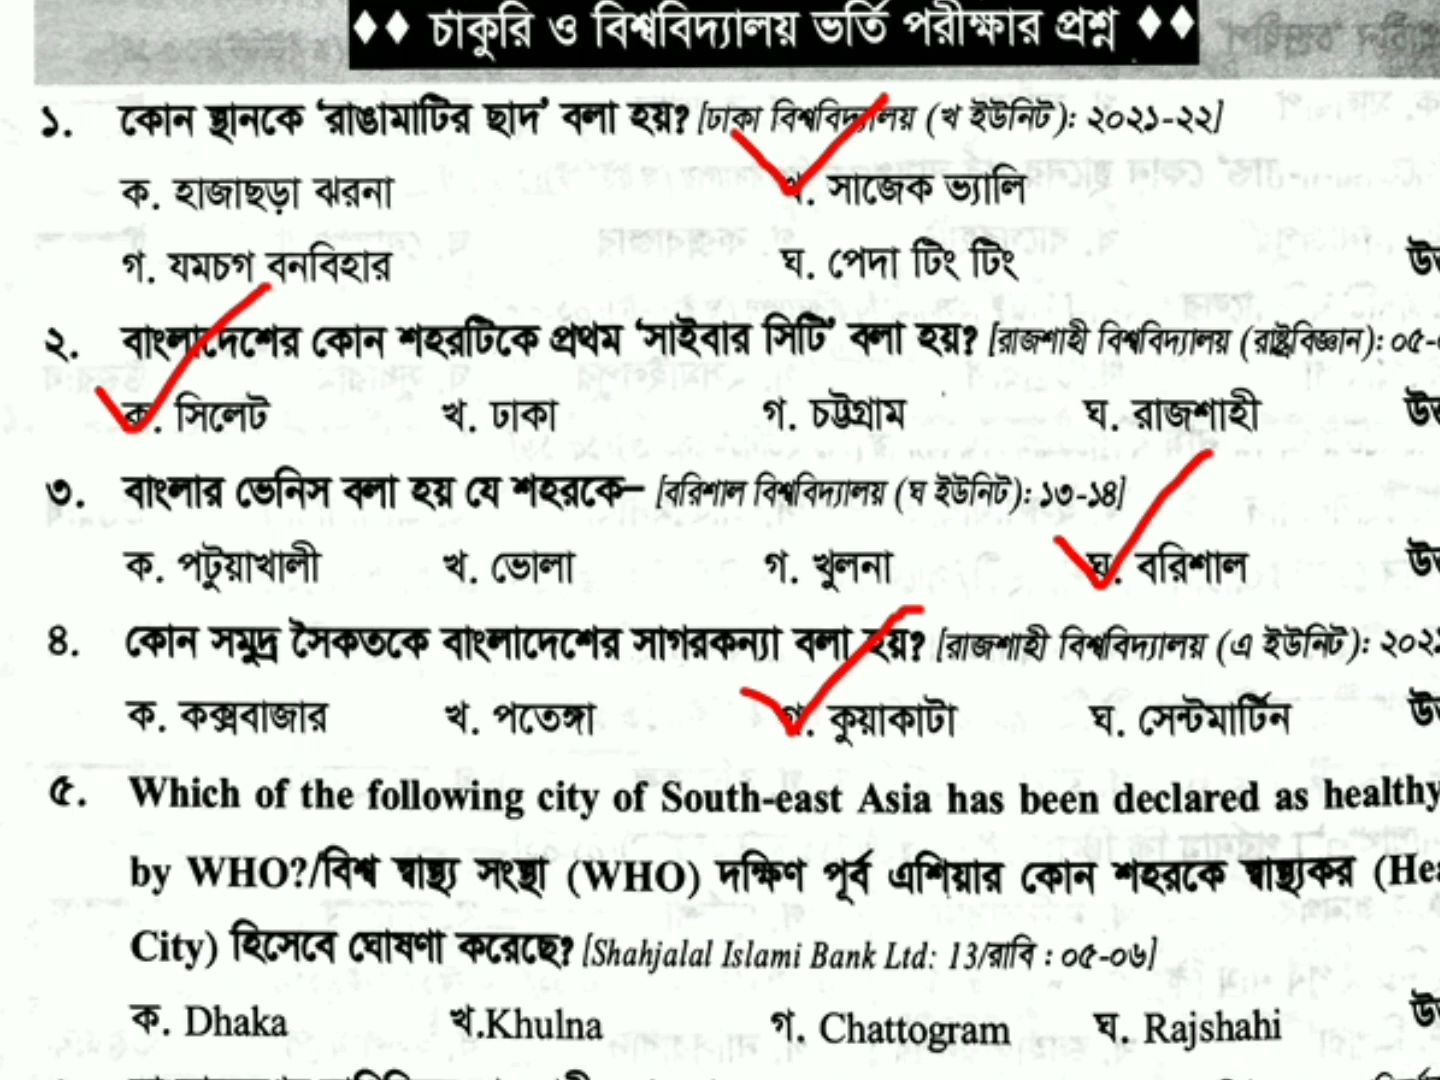 চাকুরি ও বিশ্ববিদ্যালয় ভর্তি পরীক্ষার প্রশ্ন
১. কোন স্থানকে ‘রাঙামাটির ছাদ’ বলা হয়? [ঢাকা বিশ্ববিদ্যালয় (খ ইউনিট): ২০২১-২২]
ক. হাজাছড়া ঝরনা খ. সাজেক ভ্যালি
গ. যমচগ বনবিহার ঘ. পেদা টিং টিং
২. বাংলাদেশের কোন শহরটিকে প্রথম ‘সাইবার সিটি’ বলা হয়? [রাজশাহী বিশ্ববিদ্যালয় (রাষ্ট্রবিজ্ঞান): ০৫-
ক. সিলেট খ. ঢাকা গ. চট্টগ্রাম ঘ. রাজশাহী
৩. বাংলার ভেনিস বলা হয় যে শহরকে– [বরিশাল বিশ্ববিদ্যালয় (ঘ ইউনিট): ১৩-১৪]
ক. পটুয়াখালী খ. ভোলা গ. খুলনা ঘ. বরিশাল
৪. কোন সমুদ্র সৈকতকে বাংলাদেশের সাগরকন্যা বলা হয়? [রাজশাহী বিশ্ববিদ্যালয় (এ ইউনিট): ২০২১
ক. কক্সবাজার খ. পতেঙ্গা গ. কুয়াকাটা ঘ. সেন্টমার্টিন
৫. Which of the following city of South-east Asia has been declared as healthy
by WHO?/বিশ্ব স্বাস্থ্য সংস্থা (WHO) দক্ষিণ পূর্ব এশিয়ার কোন শহরকে স্বাস্থ্যকর (Hea
City) হিসেবে ঘোষণা করেছে? [Shahjalal Islami Bank Ltd: 13/রাবি : ০৫-০৬]
ক. Dhaka খ.Khulna গ. Chattogram ঘ. Rajshahi